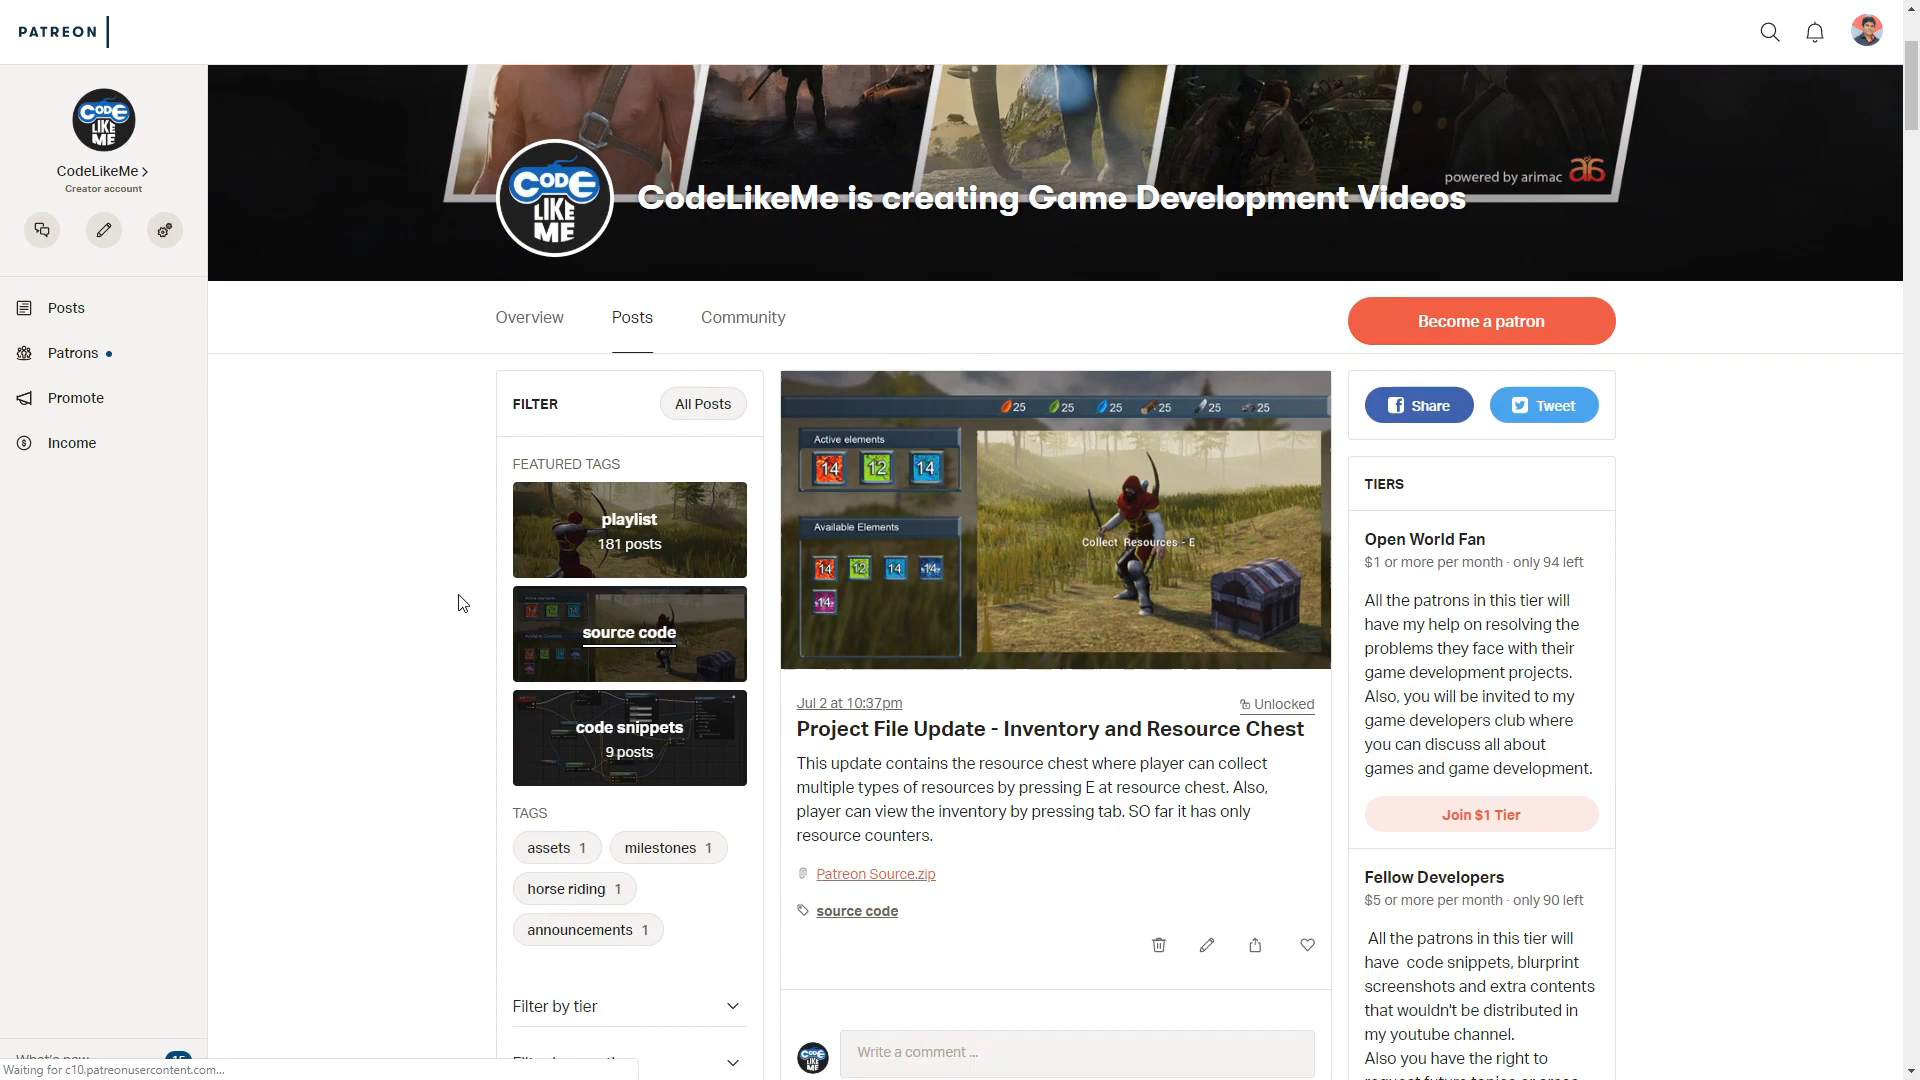 PATREON
CODE
LIKE
ME
CodeLikeMe
Creator account
Posts
Patrons
Promote
Income
Waiting for c10.patreonusercontent.com...
CODE
LIKE
ME
CodeLikeMe is creating Game Development Videos
powered by arimac
Overview
Posts
Community
Become a patron
FILTER
All Posts
FEATURED TAGS
playlist
181 posts
source code
code snippets
9 posts
TAGS
assets 1
milestones 1
horse riding 1
announcements 1
Filter by tier
25 25 25 25 25 25
Active elements
14 12 14
Available Elements
14 12 14 14
14
Collect Resources - E
Jul 2 at 10:37pm
Unlocked
Project File Update - Inventory and Resource Chest
This update contains the resource chest where player can collect
multiple types of resources by pressing E at resource chest. Also,
player can view the inventory by pressing tab. SO far it has only
resource counters.
Patreon Source.zip
source code
CODE
LIKE
ME
Write a comment ...
Share
Tweet
TIERS
Open World Fan
$1 or more per month · only 94 left
All the patrons in this tier will
have my help on resolving the
problems they face with their
game development projects.
Also, you will be invited to my
game developers club where
you can discuss all about
games and game development.
Join $1 Tier
Fellow Developers
$5 or more per month · only 90 left
All the patrons in this tier will
have code snippets, blurprint
screenshots and extra contents
that wouldn't be distributed in
my youtube channel.
Also you have the right to